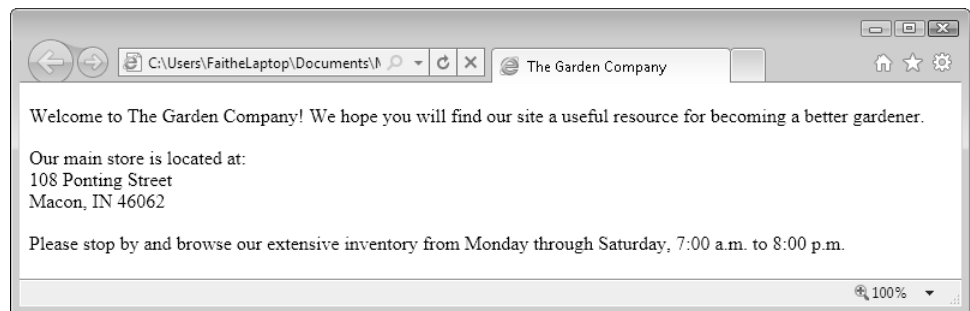 C:\Users\FaitheLaptop\Documents\
The Garden Company
Welcome to The Garden Company! We hope you will find our site a useful resource for becoming a better gardener.
Our main store is located at:
108 Ponting Street
Macon, IN 46062
Please stop by and browse our extensive inventory from Monday through Saturday, 7:00 a.m. to 8:00 p.m.
100%